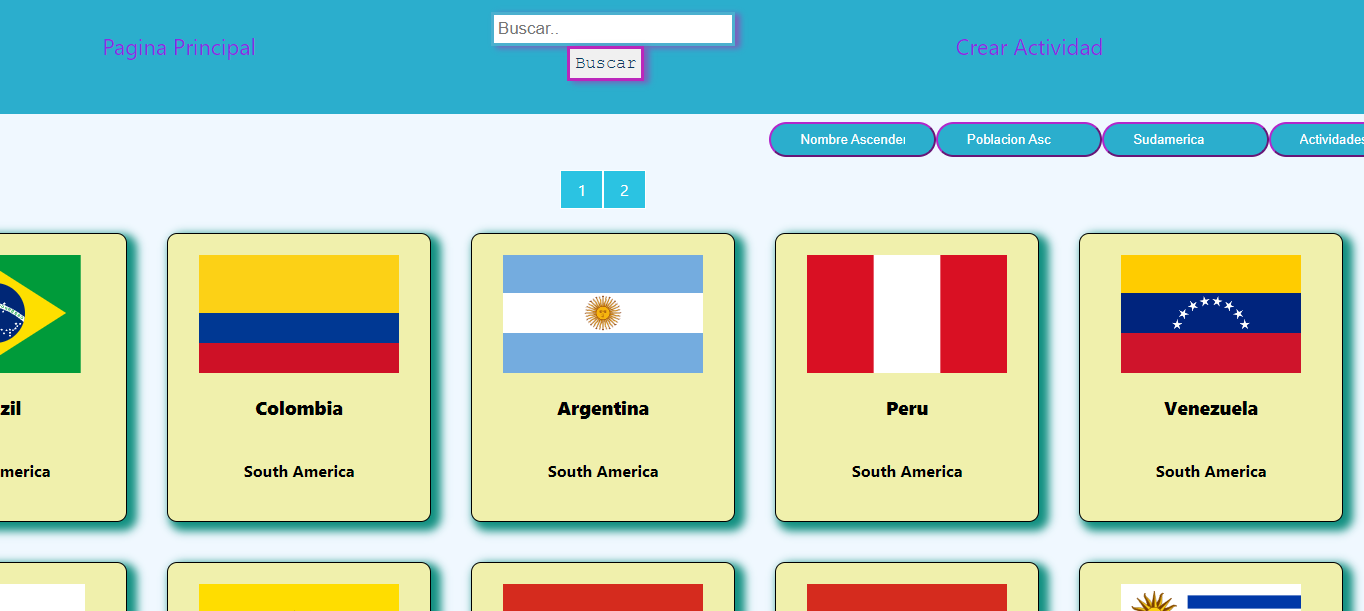 Pagina Principal
Buscar..
Buscar
Crear Actividad
Nombre Ascender
Poblacion Asc
Sudamerica
Actividades
1
2
zil
Colombia
Argentina
Peru
Venezuela
merica
South America
South America
South America
South America